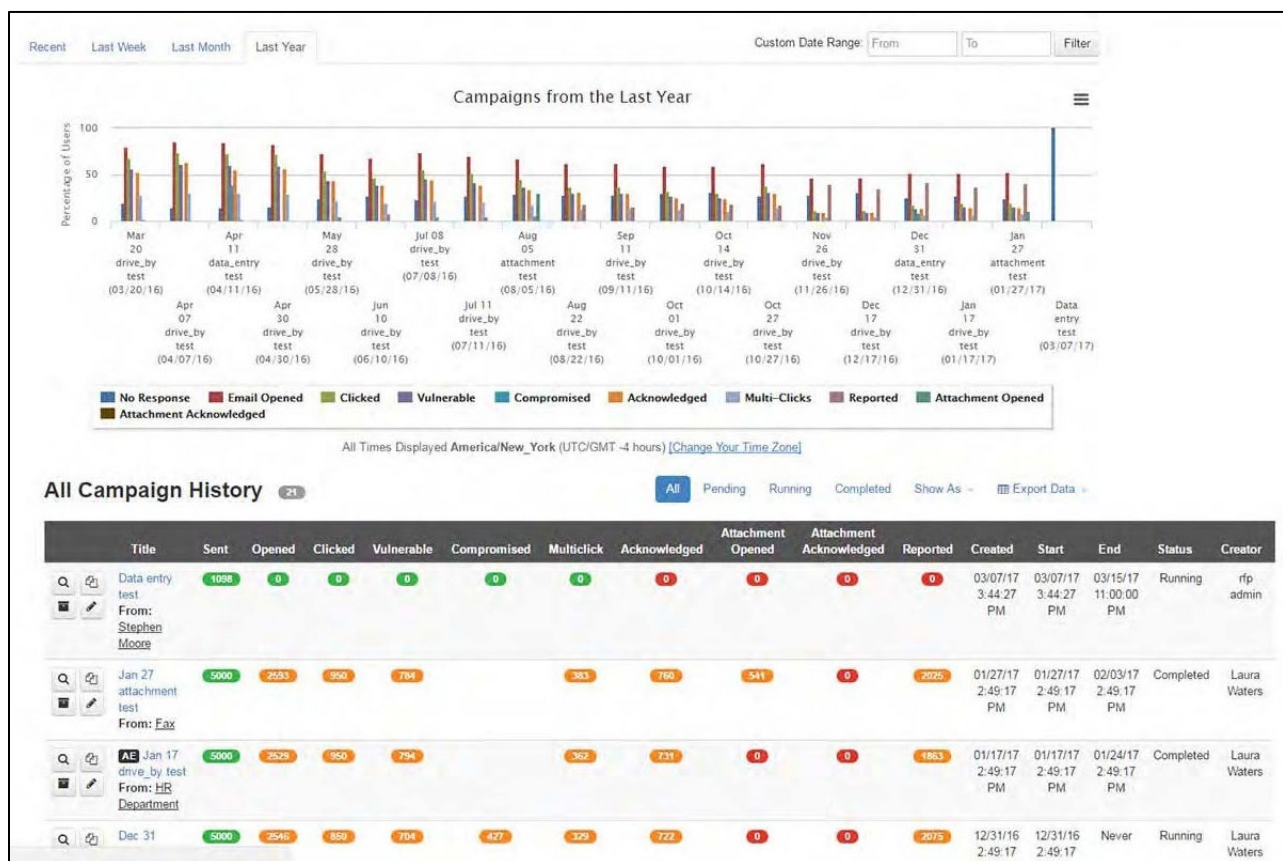 Recent Last Week Last Month Last Year Custom Date Range: From To Filter
Campaigns from the Last Year
Percentage of Users
100
50
0
Mar 20 drive_by test (03/20/16)
Apr 07 drive_by test (04/07/16)
Apr 11 data_entry test (04/11/16)
Apr 30 drive_by test (04/30/16)
May 28 drive_by test (05/28/16)
Jun 10 drive_by test (06/10/16)
Jul 08 drive_by test (07/08/16)
Jul 11 drive_by test (07/11/16)
Aug 05 attachment test (08/05/16)
Aug 22 drive_by test (08/22/16)
Sep 11 drive_by test (09/11/16)
Oct 01 drive_by test (10/01/16)
Oct 14 drive_by test (10/14/16)
Oct 27 drive_by test (10/27/16)
Nov 26 drive_by test (11/26/16)
Dec 17 drive_by test (12/17/16)
Dec 31 data_entry test (12/31/16)
Jan 17 drive_by test (01/17/17)
Jan 27 attachment test (01/27/17)
Data entry test (03/07/17)
No Response Email Opened Clicked Vulnerable Compromised Acknowledged Multi-Clicks Reported Attachment Opened
Attachment Acknowledged
All Times Displayed America/New_York (UTC/GMT -4 hours) [Change Your Time Zone]
All Campaign History 21 All Pending Running Completed Show As Export Data
Title Sent Opened Clicked Vulnerable Compromised Multiclick Acknowledged Attachment Opened Attachment Acknowledged Reported Created Start End Status Creator
Data entry test From: Stephen Moore 1098 0 0 0 0 0 0 0 0 0 03/07/17 3:44:27 PM 03/07/17 3:44:27 PM 03/15/17 11:00:00 PM Running rfp admin
Jan 27 attachment test From: Fax 5000 2593 950 784 383 760 541 0 2025 01/27/17 2:49:17 PM 01/27/17 2:49:17 PM 02/03/17 2:49:17 PM Completed Laura Waters
AE Jan 17 drive_by test From: HR Department 5000 2529 950 794 362 731 0 0 1863 01/17/17 2:49:17 PM 01/17/17 2:49:17 PM 01/24/17 2:49:17 PM Completed Laura Waters
Dec 31 5000 2546 850 704 427 329 722 0 0 2075 12/31/16 2:49:17 12/31/16 2:49:17 Never Running Laura Waters